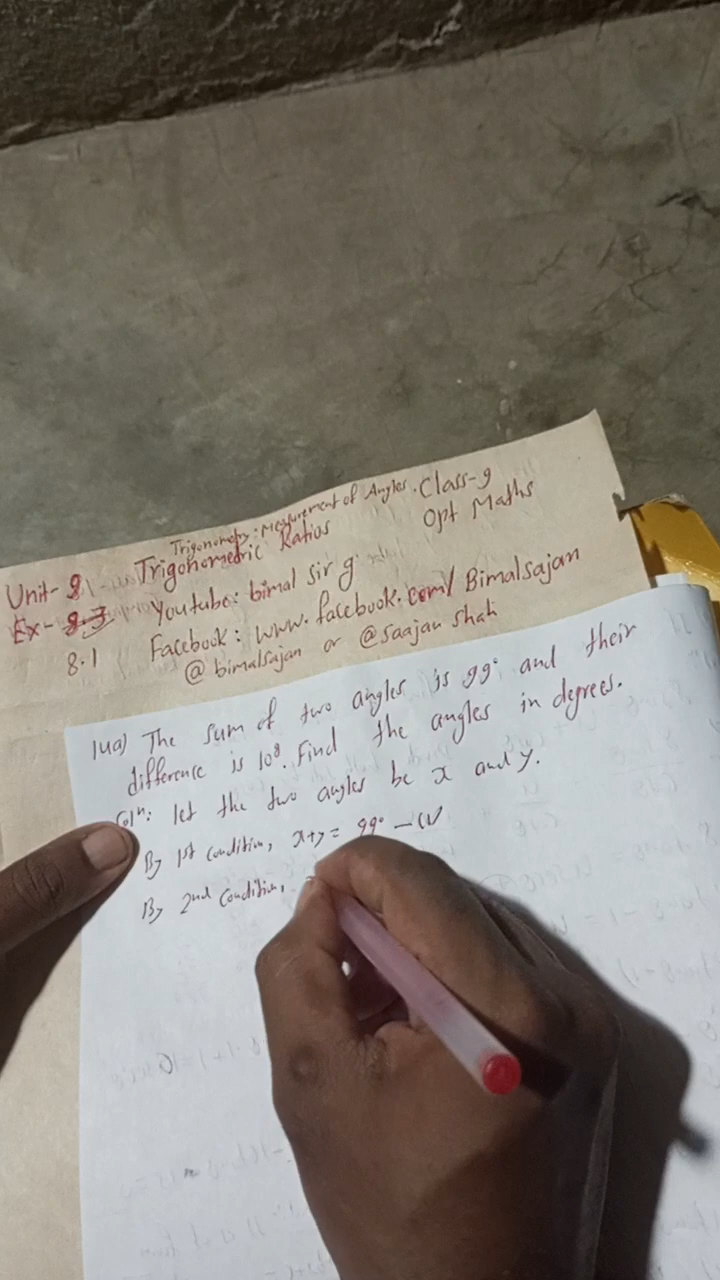 Trigonometry: Measurement of Angles. Class-9
Unit-8 Trigonometric Ratios Opt Maths
Ex-8.3 Youtube: bimal sir g
8.1 Facebook: www.facebook.com/Bimalsajan
@bimalsajan or @saajan shah
14a) The sum of two angles is 99° and their
difference is 10g. Find the angles in degrees.
Solⁿ: let the two angles be x and y.
By 1st condition, x+y = 99° —(i)
By 2nd condition,